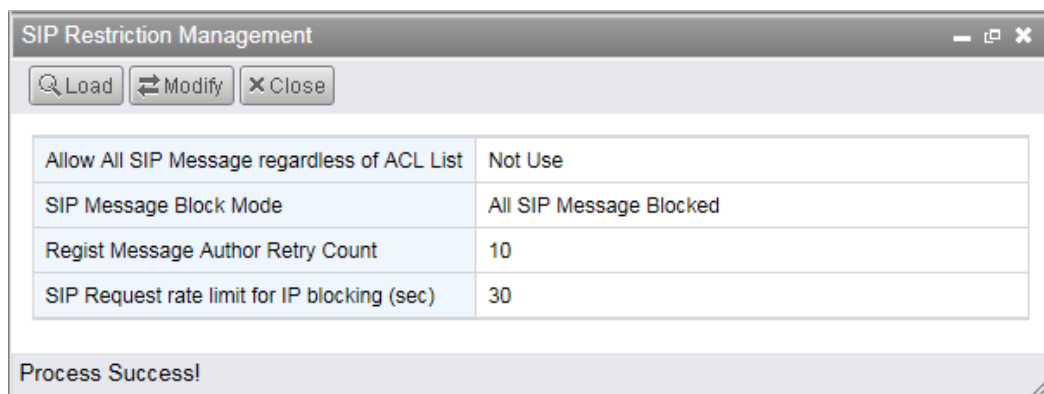 SIP Restriction Management
Load Modify Close
Allow All SIP Message regardless of ACL List Not Use
SIP Message Block Mode All SIP Message Blocked
Regist Message Author Retry Count 10
SIP Request rate limit for IP blocking (sec) 30
Process Success!